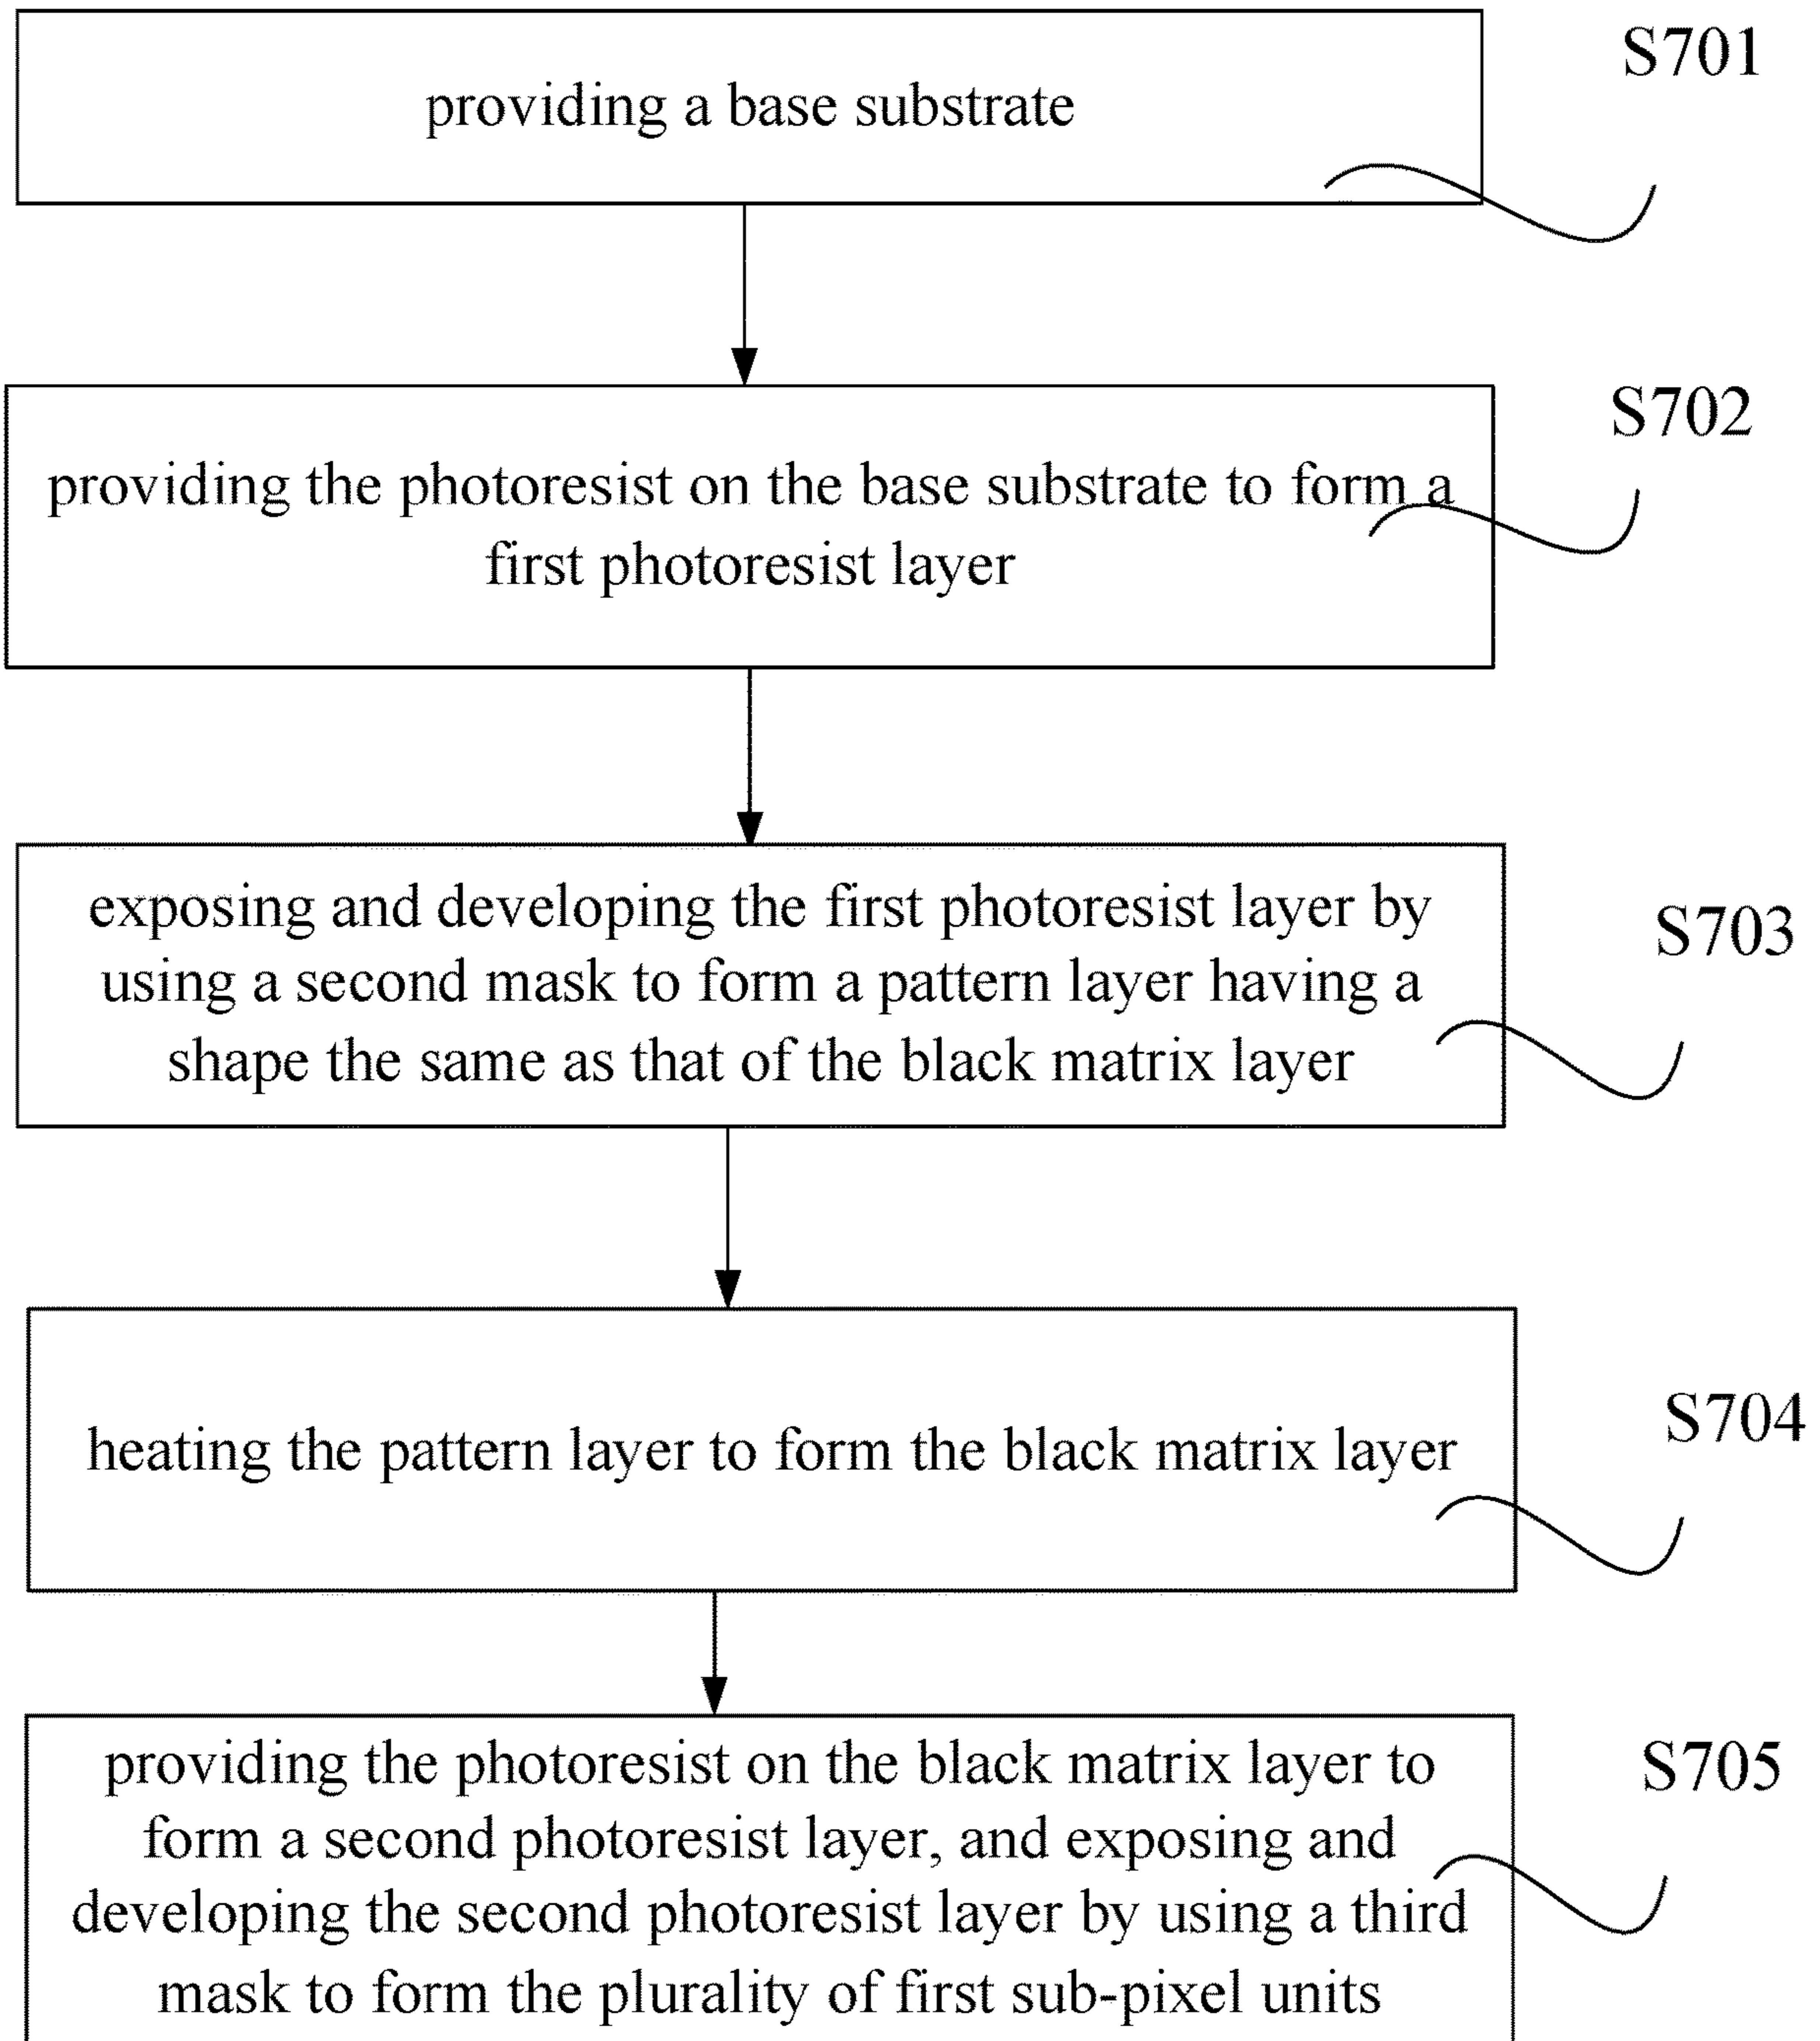 S701
providing a base substrate
S702
providing the photoresist on the base substrate to form a
first photoresist layer
exposing and developing the first photoresist layer by
S703
using a second mask to form a pattern layer having a
shape the same as that of the black matrix layer
S704
heating the pattern layer to form the black matrix layer
providing the photoresist on the black matrix layer to
S705
form a second photoresist layer, and exposing and
developing the second photoresist layer by using a third
mask to form the plurality of first sub-pixel units